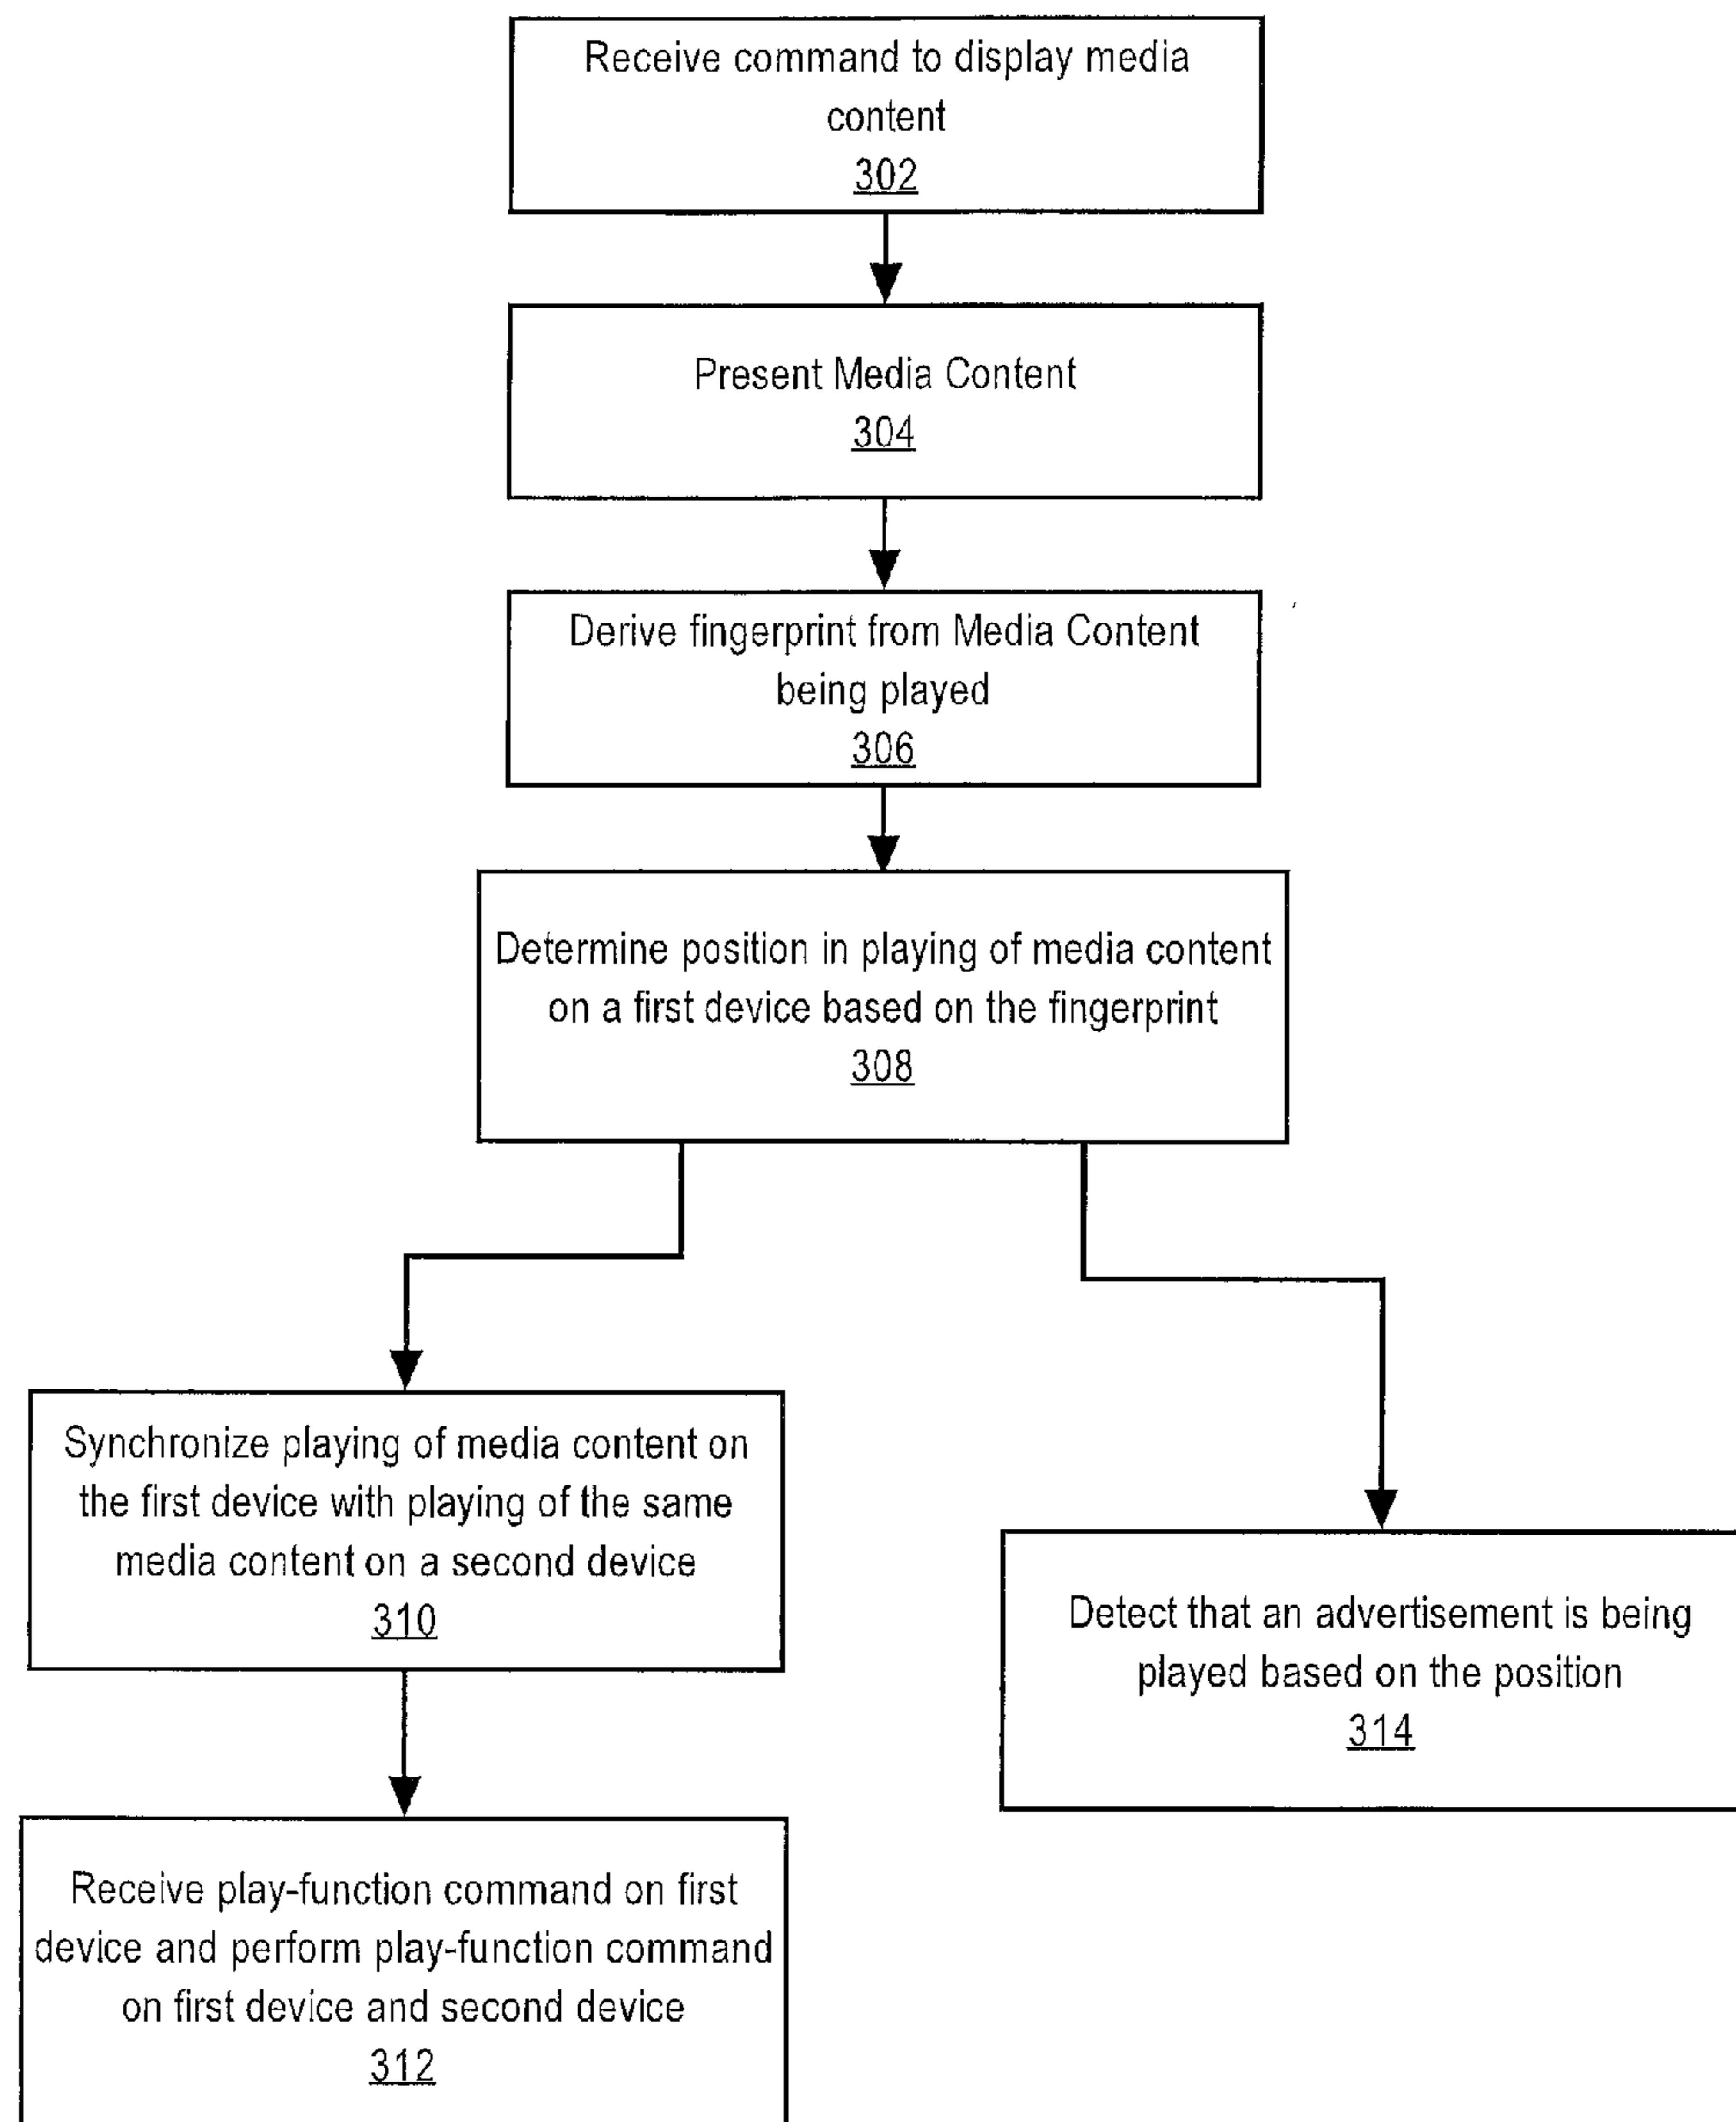 Receive command to display media
content
302
Present Media Content
304
Derive fingerprint from Media Content
being played
306
Determine position in playing of media content
on a first device based on the fingerprint
308
Synchronize playing of media content on
the first device with playing of the same
media content on a second device
310
Detect that an advertisement is being
played based on the position
314
Receive play-function command on first
device and perform play-function command
on first device and second device
312